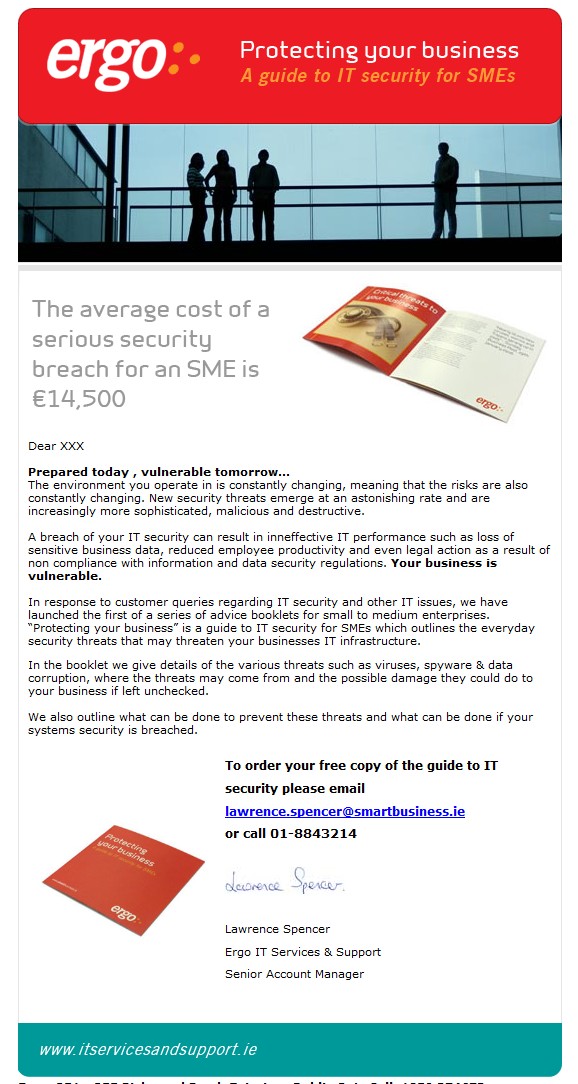 ergo
Protecting your business
A guide to IT security for SMEs
The average cost of a
serious security
breach for an SME is
€14,500
Critical threats to
your business
ergo
Dear XXX
Prepared today , vulnerable tomorrow...
The environment you operate in is constantly changing, meaning that the risks are also
constantly changing. New security threats emerge at an astonishing rate and are
increasingly more sophisticated, malicious and destructive.
A breach of your IT security can result in inneffective IT performance such as loss of
sensitive business data, reduced employee productivity and even legal action as a result of
non compliance with information and data security regulations. Your business is
vulnerable.
In response to customer queries regarding IT security and other IT issues, we have
launched the first of a series of advice booklets for small to medium enterprises.
“Protecting your business” is a guide to IT security for SMEs which outlines the everyday
security threats that may threaten your businesses IT infrastructure.
In the booklet we give details of the various threats such as viruses, spyware & data
corruption, where the threats may come from and the possible damage they could do to
your business if left unchecked.
We also outline what can be done to prevent these threats and what can be done if your
systems security is breached.
To order your free copy of the guide to IT
security please email
lawrence.spencer@smartbusiness.ie
or call 01-8843214
Protecting
your business
ergo
Lawrence Spencer.
Lawrence Spencer
Ergo IT Services & Support
Senior Account Manager
www.itservicesandsupport.ie